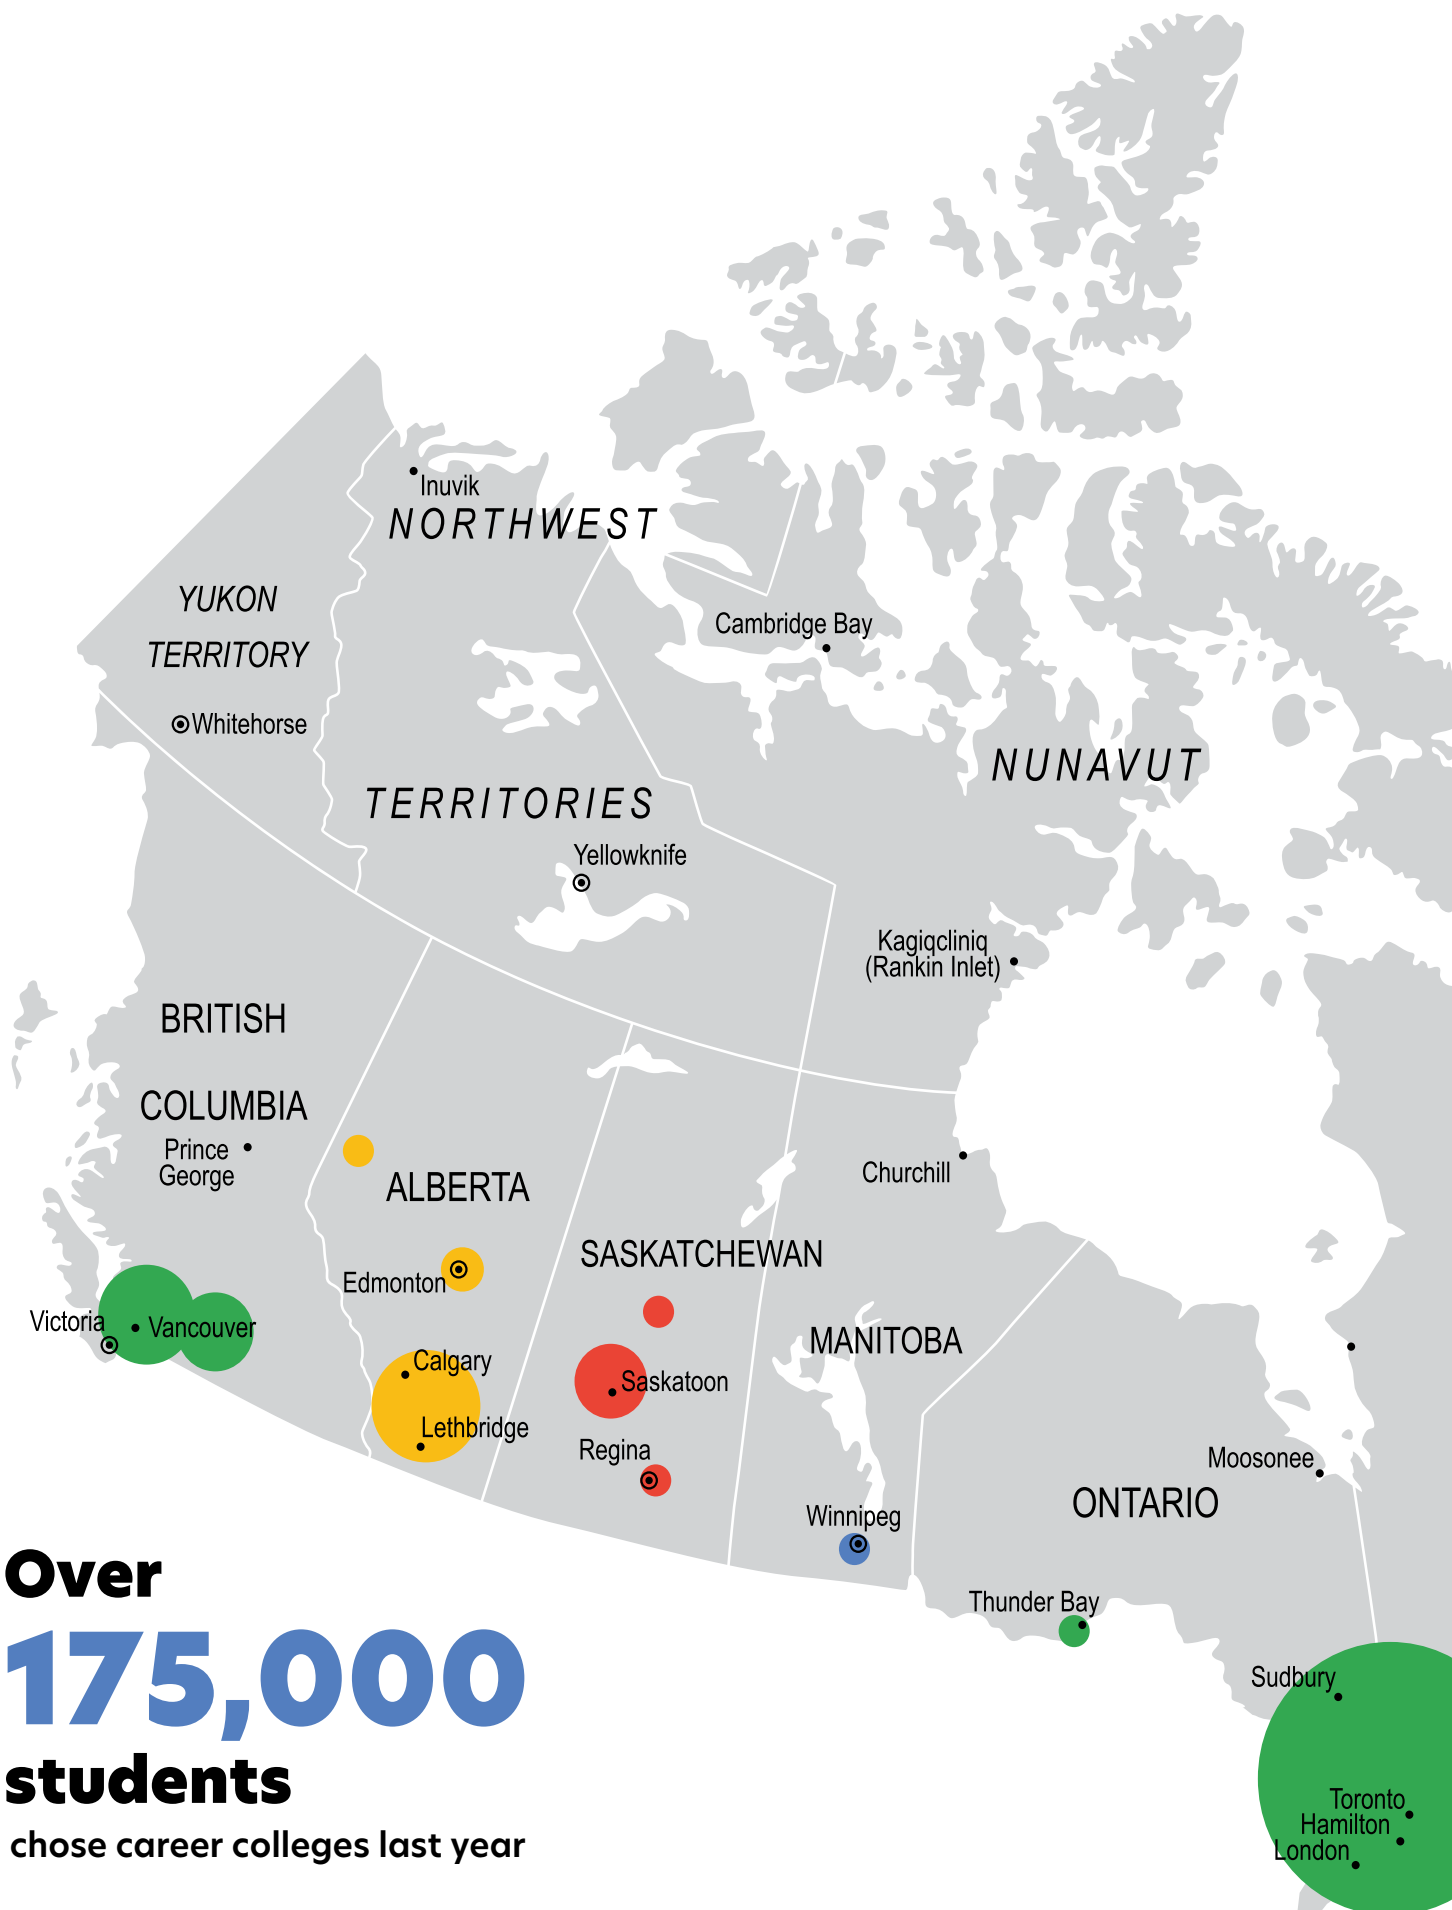 Inuvik
NORTHWEST
YUKON
TERRITORY
Cambridge Bay
Whitehorse
NUNAVUT
TERRITORIES
Yellowknife
Kagiqcliniq
(Rankin Inlet)
BRITISH
COLUMBIA
Prince
George
Churchill
ALBERTA
SASKATCHEWAN
Edmonton
Victoria
Vancouver
MANITOBA
Calgary
Saskatoon
Lethbridge
Regina
Moosonee
ONTARIO
Winnipeg
Thunder Bay
Sudbury
Toronto
Hamilton
London
Over
175,000
students
chose career colleges last year